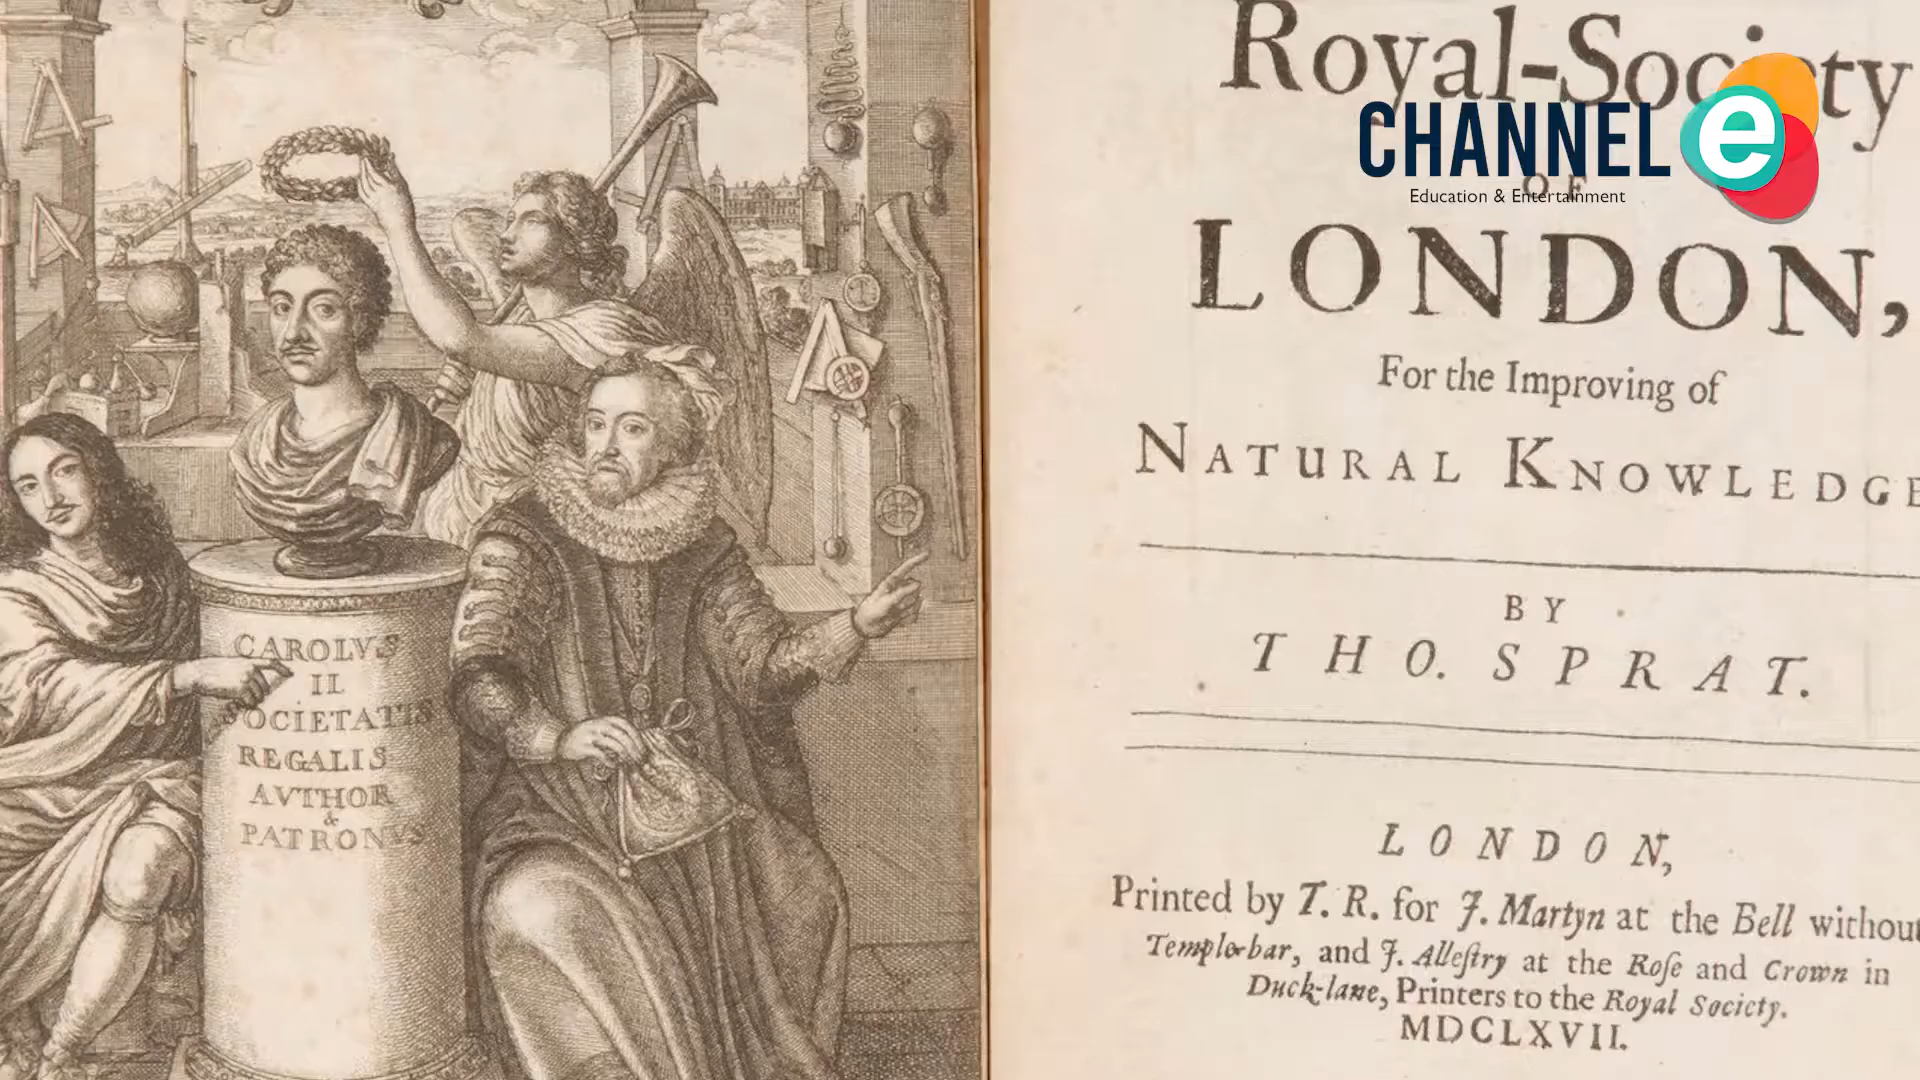 CAROLVS
II
SOCIETATIS
REGALIS
AVTHOR
&
PATRONVS
Royal-Society
OF
LONDON,
For the Improving of
NATURAL KNOWLEDGE
BY
THO. SPRAT.
LONDON,
Printed by T. R. for J. Martyn at the Bell without
Temple-bar, and J. Alleſtry at the Roſe and Crown in
Duck-lane, Printers to the Royal Society.
MDCLXVII.
CHANNEL e
Education & Entertainment